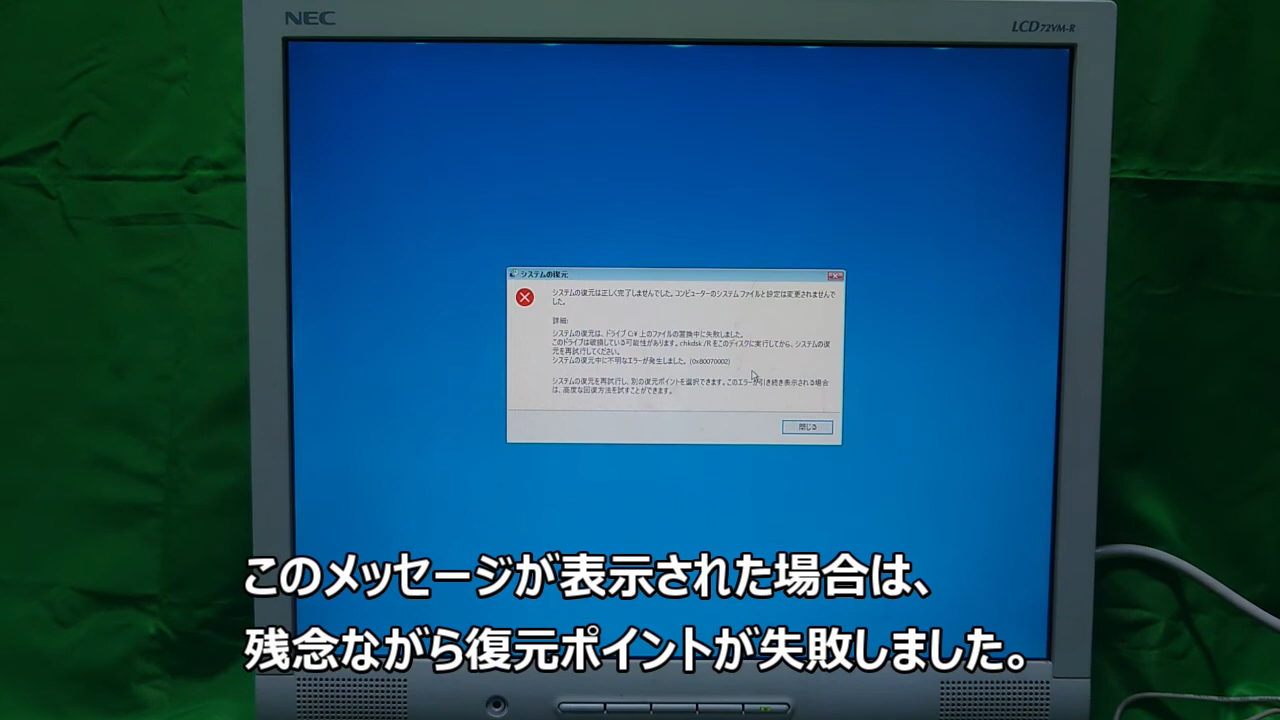 NEC
LCD72VM-R
システムの復元
システムの復元は正しく完了しませんでした。コンピューターのシステム ファイルと設定は変更されませんで
した。
詳細:
システムの復元は、ドライブ C:¥ 上のファイルの置換中に失敗しました。
このドライブは破損している可能性があります。chkdsk /R をこのディスクに実行してから、システムの復
元を再試行してください。
システムの復元中に不明なエラーが発生しました。(0x80070002)
システムの復元を再試行し、別の復元ポイントを選択できます。このエラーが引き続き表示される場合
は、高度な回復方法を試すことができます。
閉じる
このメッセージが表示された場合は、
残念ながら復元ポイントが失敗しました。